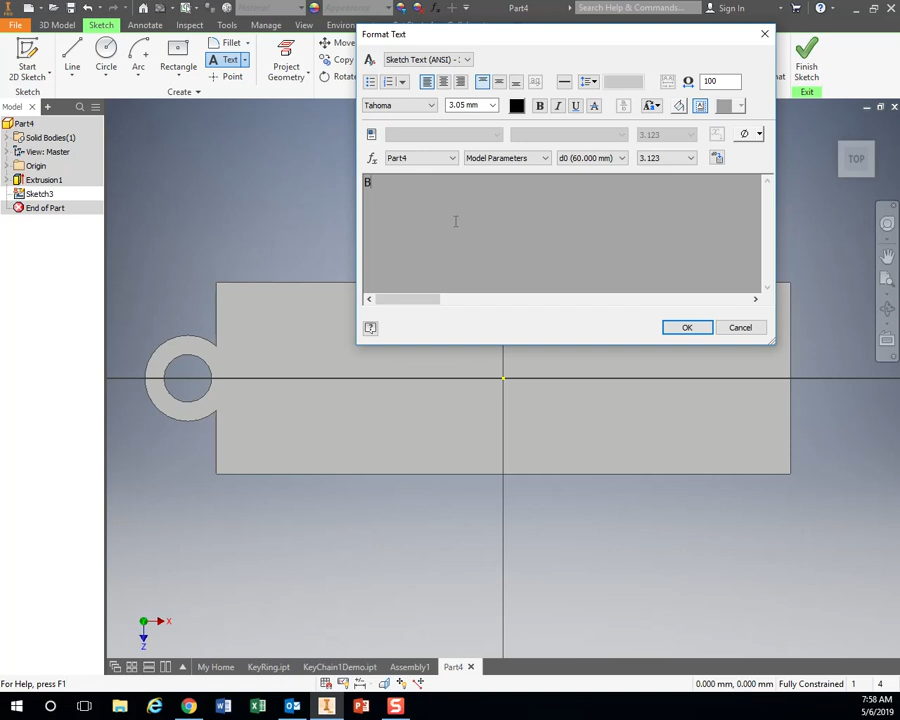 Material
Appearance
Part4
Search Help & Commands...
Sign In
File
3D Model
Sketch
Annotate
Inspect
Tools
Manage
View
Environments
Start
2D Sketch
Line
Circle
Arc
Rectangle
Fillet
Text
Point
Create
Project
Geometry
Move
Copy
Rotate
Finish
Sketch
Exit
Format Text
Sketch Text (ANSI) -
100
Tahoma
3.05 mm
B I U A
3.123
Part4
Model Parameters
d0 (60.000 mm)
3.123
B
OK
Cancel
Model
Part4
Solid Bodies(1)
View: Master
Origin
Extrusion1
Sketch3
End of Part
TOP
X
Z
My Home
KeyRing.ipt
KeyChain1Demo.ipt
Assembly1
Part4
For Help, press F1
0.000 mm, 0.000 mm
Fully Constrained
1
4
7:58 AM
5/6/2019